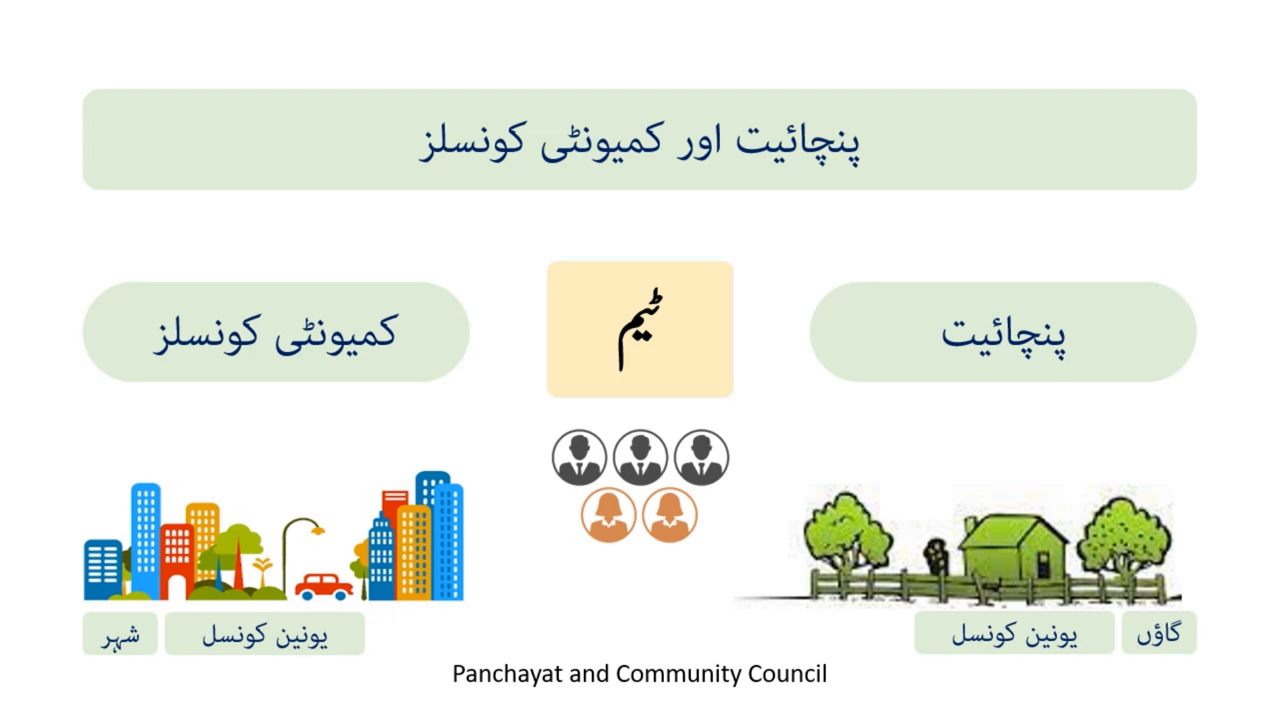 پنچائیت اور کمیونٹی کونسلز
پنچائیت
ٹیم
کمیونٹی کونسلز
گاؤں
یونین کونسل
یونین کونسل
شہر
Panchayat and Community Council